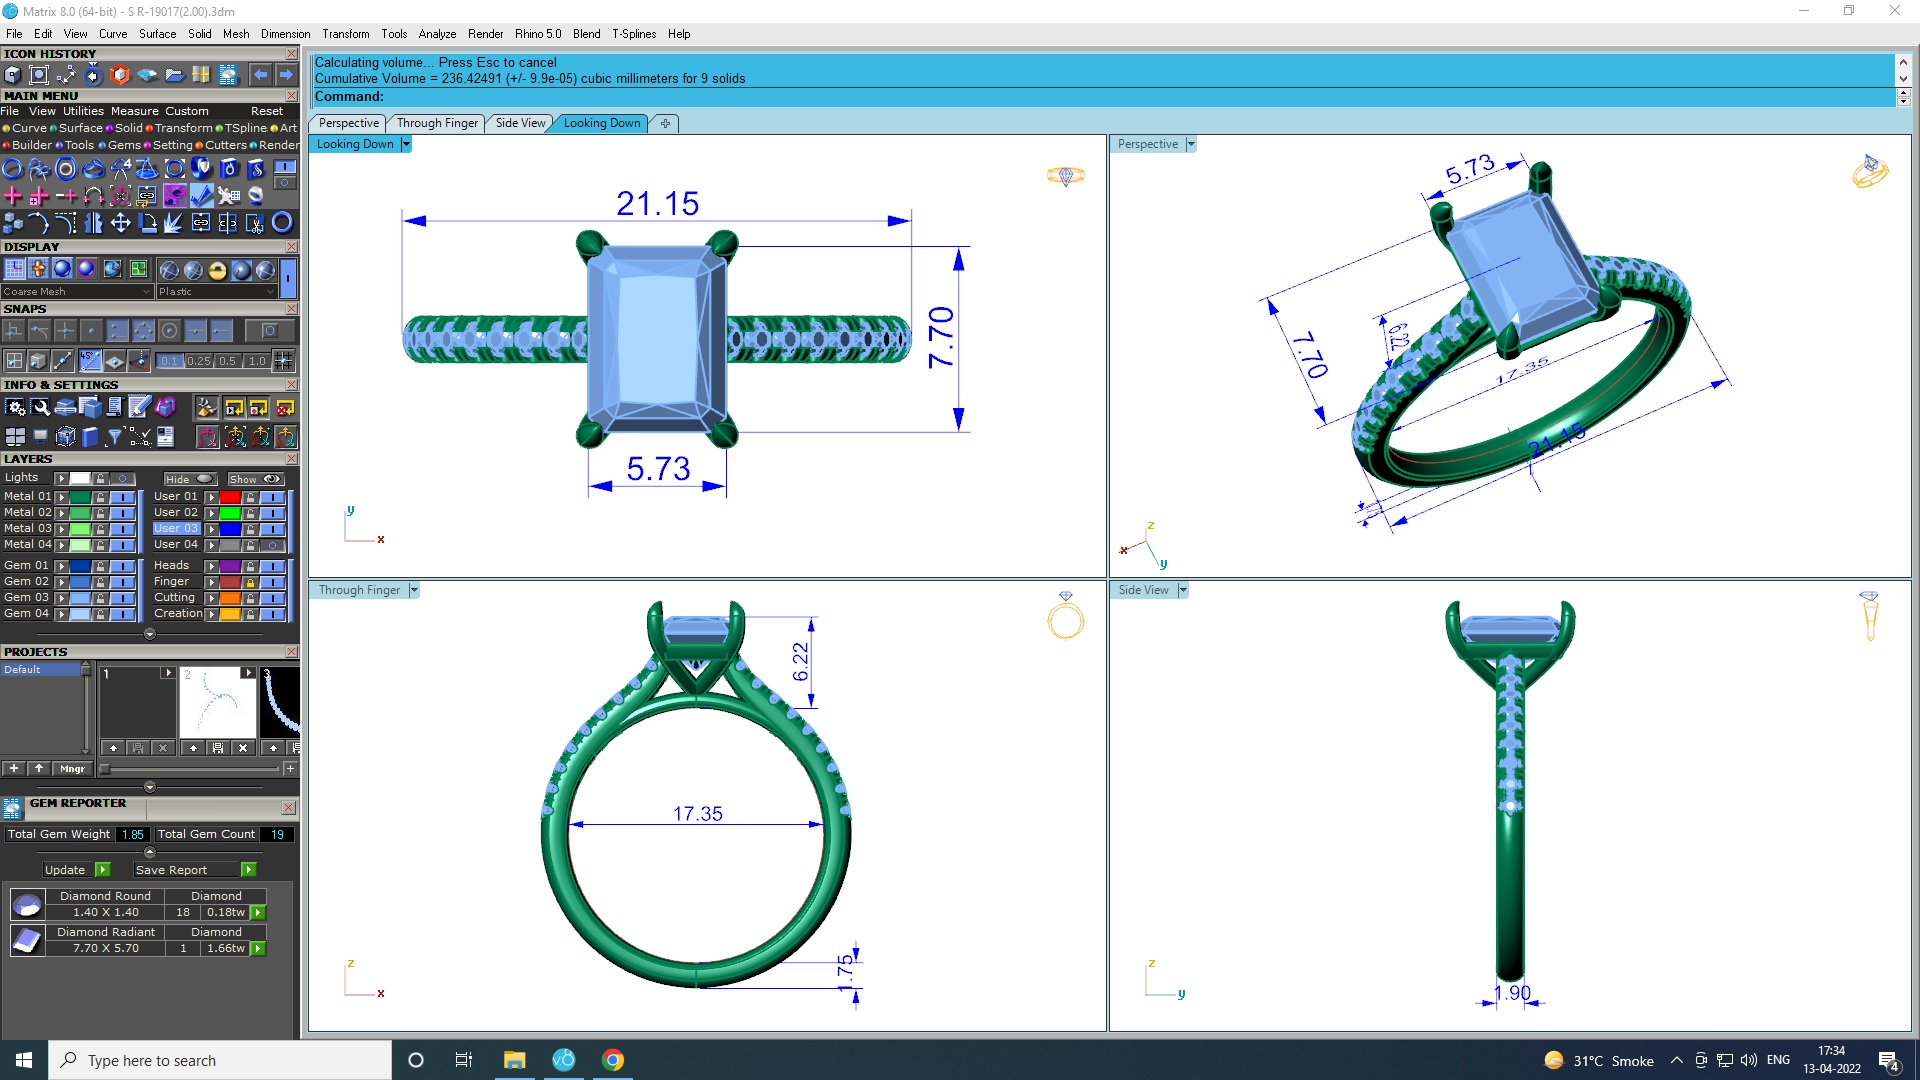 Matrix 8.0 (64-bit) - S R-19017(2.00).3dm
File Edit View Curve Surface Solid Mesh Dimension Transform Tools Analyze Render Rhino 5.0 Blend T-Splines Help
ICON HISTORY
MAIN MENU
File View Utilities Measure Custom Reset
Curve Surface Solid Transform TSpline Art
Builder Tools Gems Setting Cutters Render
DISPLAY
Coarse Mesh Plastic
SNAPS
0.1 0.25 0.5 1.0
INFO & SETTINGS
LAYERS
Lights Hide Show
Metal 01 User 01
Metal 02 User 02
Metal 03 User 03
Metal 04 User 04
Gem 01 Heads
Gem 02 Finger
Gem 03 Cutting
Gem 04 Creation
PROJECTS
Default
1 2 3
Mngr
GEM REPORTER
Total Gem Weight 1.85 Total Gem Count 19
Update Save Report
Diamond Round Diamond
1.40 X 1.40 18 0.18tw
Diamond Radiant Diamond
7.70 X 5.70 1 1.66tw
Calculating volume... Press Esc to cancel
Cumulative Volume = 236.42491 (+/- 9.9e-05) cubic millimeters for 9 solids
Command:
Perspective Through Finger Side View Looking Down
Looking Down
21.15
7.70
5.73
y
x
Perspective
5.73
7.70
6.22
17.35
21.15
z
x
y
Through Finger
6.22
17.35
1.75
z
x
Side View
1.90
z
y
Type here to search
31°C Smoke
ENG
17:34
13-04-2022
4